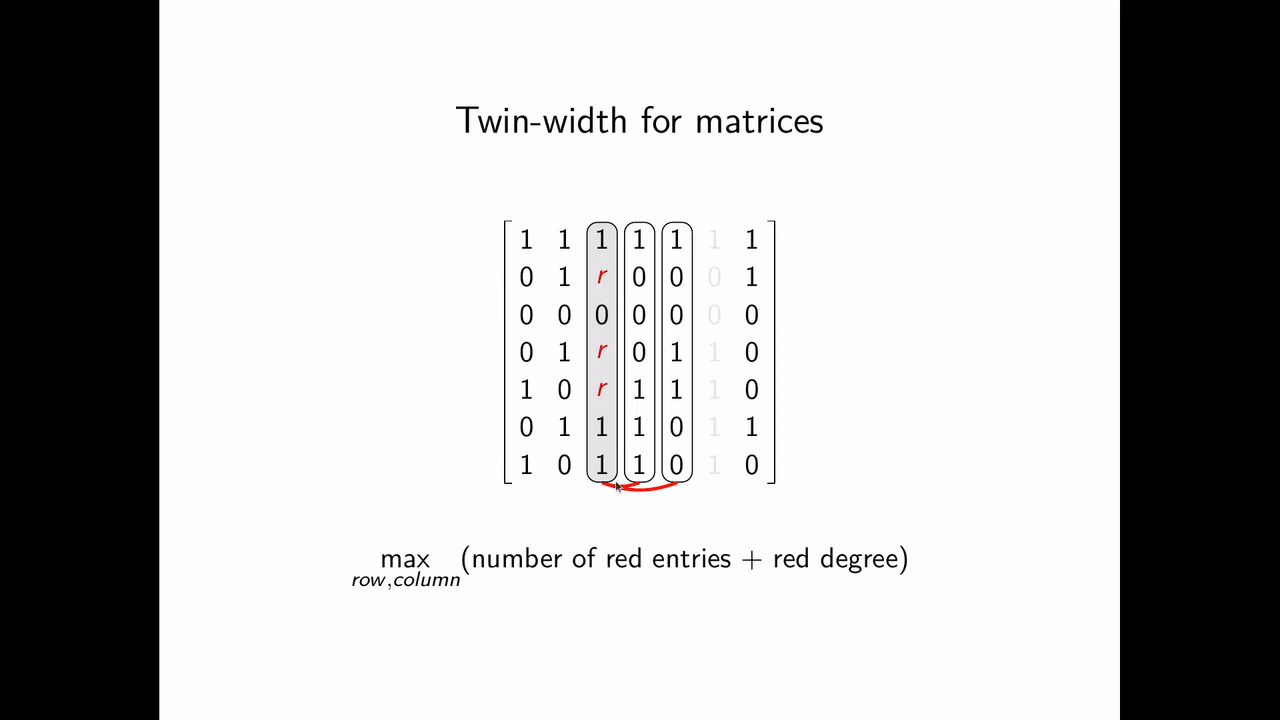 Twin-width for matrices
1 1 1 1 1 1 1
0 1 r 0 0 0 1
0 0 0 0 0 0 0
0 1 r 0 1 1 0
1 0 r 1 1 1 0
0 1 1 1 0 1 1
1 0 1 1 0 1 0
max (number of red entries + red degree)
row,column